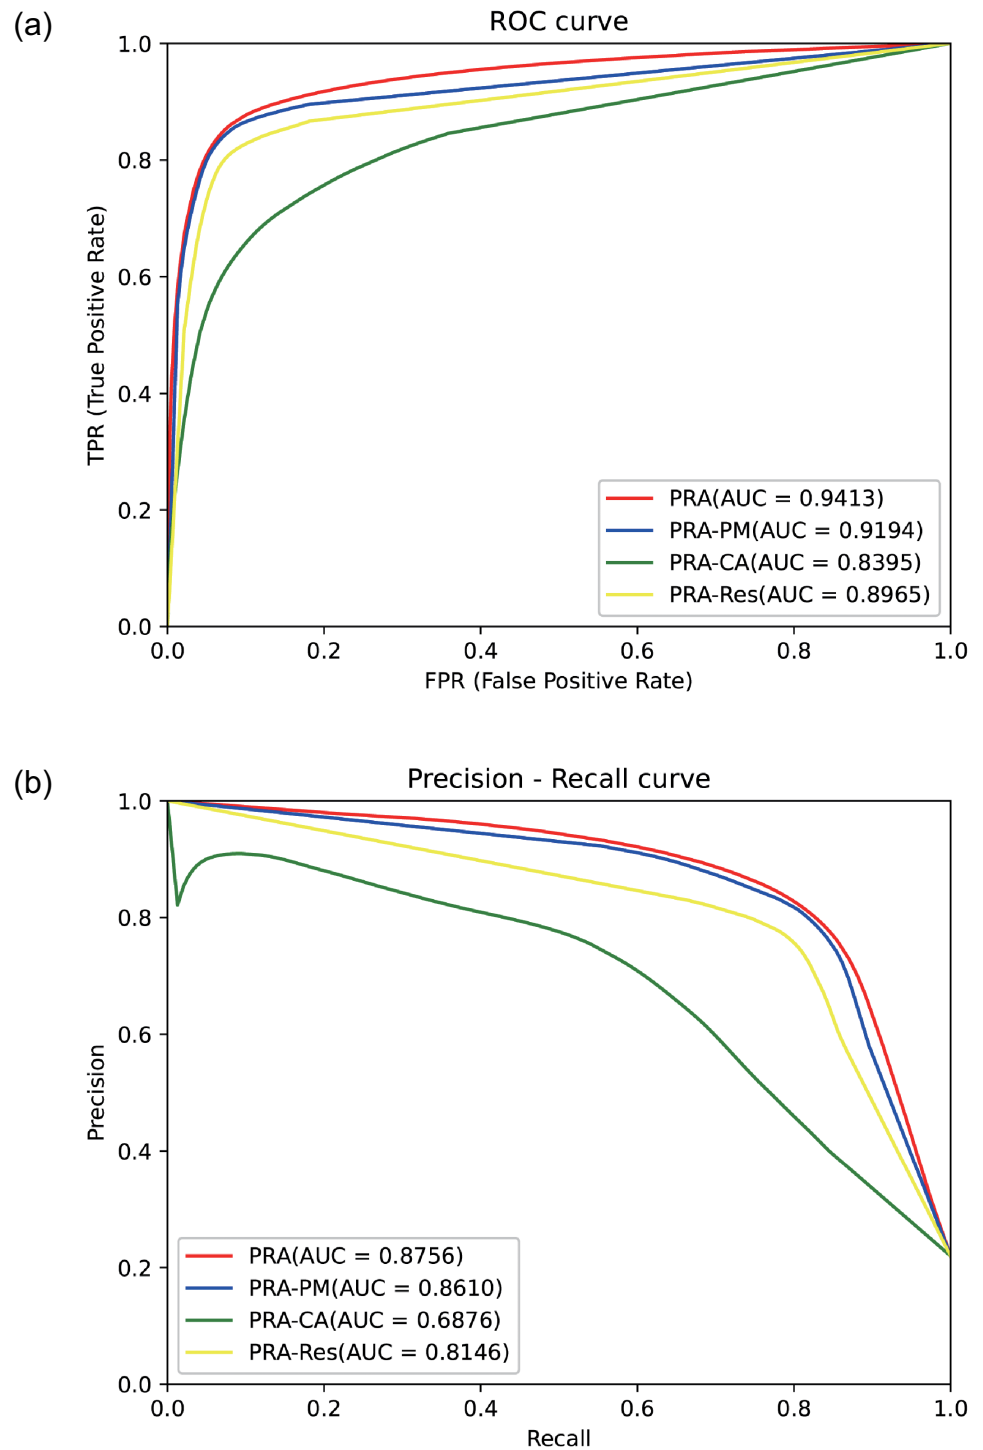 (a)
ROC curve
1.0
0.8
0.6
0.4
0.2
0.0
TPR (True Positive Rate)
PRA(AUC = 0.9413)
PRA-PM(AUC = 0.9194)
PRA-CA(AUC = 0.8395)
PRA-Res(AUC = 0.8965)
0.0 0.2 0.4 0.6 0.8 1.0
FPR (False Positive Rate)
(b)
Precision - Recall curve
1.0
0.8
0.6
0.4
0.2
0.0
Precision
PRA(AUC = 0.8756)
PRA-PM(AUC = 0.8610)
PRA-CA(AUC = 0.6876)
PRA-Res(AUC = 0.8146)
0.0 0.2 0.4 0.6 0.8 1.0
Recall